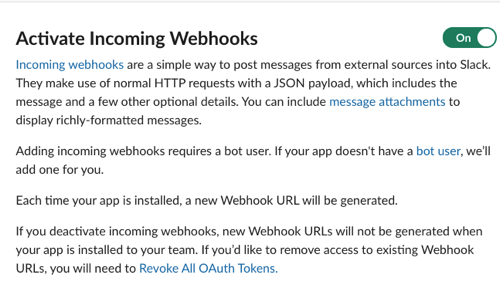 Activate Incoming Webhooks
On
Incoming webhooks are a simple way to post messages from external sources into Slack.
They make use of normal HTTP requests with a JSON payload, which includes the
message and a few other optional details. You can include message attachments to
display richly-formatted messages.
Adding incoming webhooks requires a bot user. If your app doesn't have a bot user, we'll
add one for you.
Each time your app is installed, a new Webhook URL will be generated.
If you deactivate incoming webhooks, new Webhook URLs will not be generated when
your app is installed to your team. If you'd like to remove access to existing Webhook
URLs, you will need to Revoke All OAuth Tokens.